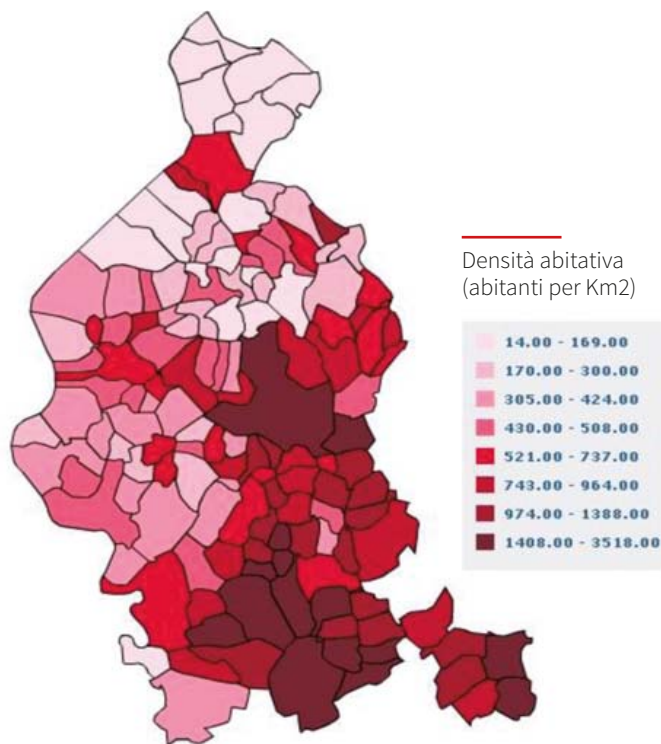 Densità abitativa
(abitanti per Km2)
14.00 - 169.00
170.00 - 300.00
305.00 - 424.00
430.00 - 508.00
521.00 - 737.00
743.00 - 964.00
974.00 - 1388.00
1408.00 - 3518.00